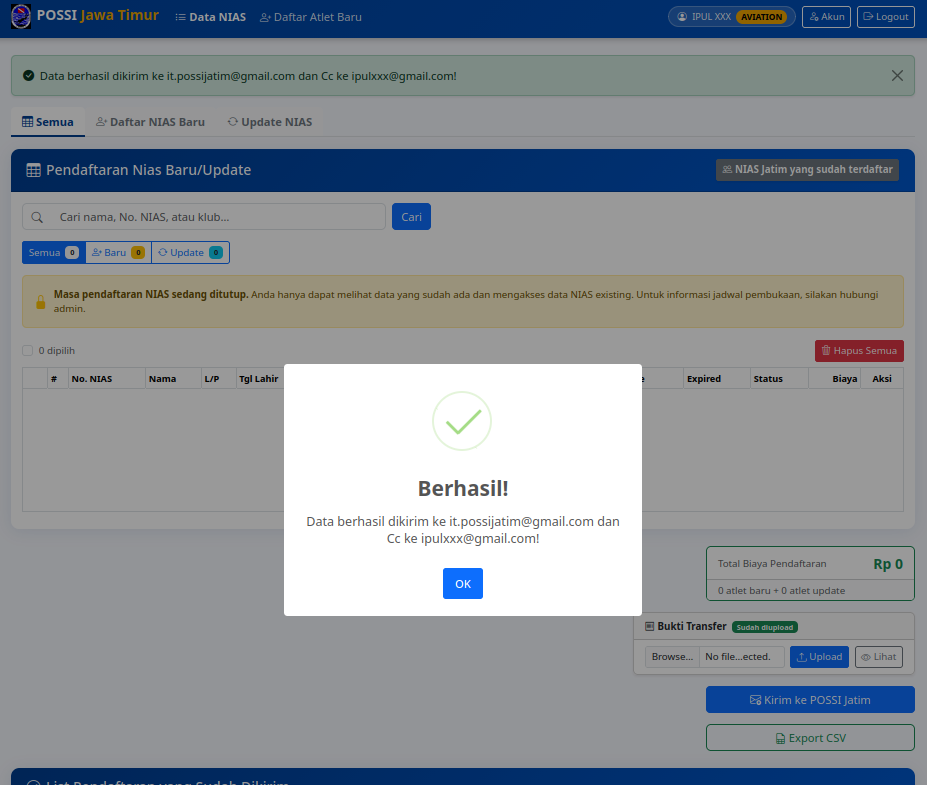 POSSI Jawa Timur
Data NIAS
Daftar Atlet Baru
IPUL XXX AVIATION
Akun
Logout
Data berhasil dikirim ke it.possijatim@gmail.com dan Cc ke ipulxxx@gmail.com!
Semua
Daftar NIAS Baru
Update NIAS
Pendaftaran Nias Baru/Update
NIAS Jatim yang sudah terdaftar
Cari nama, No. NIAS, atau klub...
Cari
Semua 0
Baru 0
Update 0
Masa pendaftaran NIAS sedang ditutup. Anda hanya dapat melihat data yang sudah ada dan mengakses data NIAS existing. Untuk informasi jadwal pembukaan, silakan hubungi
admin.
0 dipilih
Hapus Semua
# No. NIAS Nama L/P Tgl Lahir Expired Status Biaya Aksi
Berhasil!
Data berhasil dikirim ke it.possijatim@gmail.com dan
Cc ke ipulxxx@gmail.com!
OK
Total Biaya Pendaftaran Rp 0
0 atlet baru + 0 atlet update
Bukti Transfer Sudah diupload
Browse... No file...ected.
Upload
Lihat
Kirim ke POSSI Jatim
Export CSV
List Pendaftaran yang Sudah Dikirim